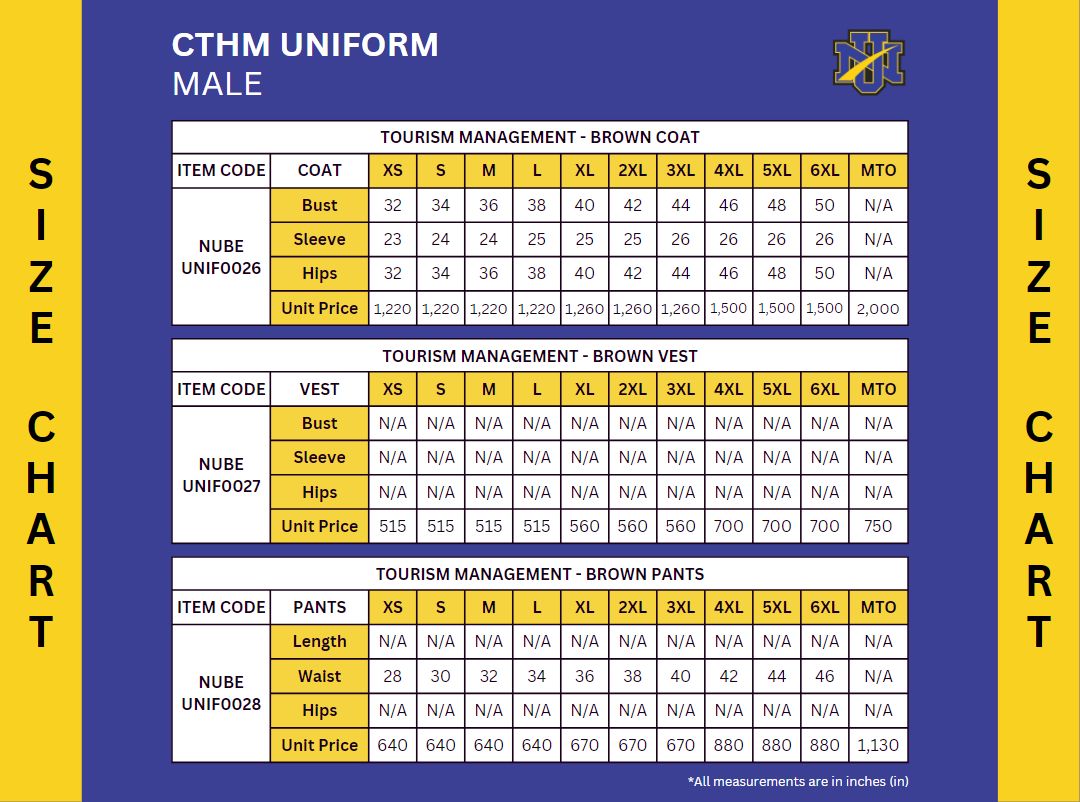 CTHM UNIFORM
MALE
NU
SIZE CHART
TOURISM MANAGEMENT - BROWN COAT
ITEM CODE COAT XS S M L XL 2XL 3XL 4XL 5XL 6XL MTO
NUBE UNIF0026
Bust 32 34 36 38 40 42 44 46 48 50 N/A
Sleeve 23 24 24 25 25 25 26 26 26 26 N/A
Hips 32 34 36 38 40 42 44 46 48 50 N/A
Unit Price 1,220 1,220 1,220 1,220 1,260 1,260 1,260 1,500 1,500 1,500 2,000
TOURISM MANAGEMENT - BROWN VEST
ITEM CODE VEST XS S M L XL 2XL 3XL 4XL 5XL 6XL MTO
NUBE UNIF0027
Bust N/A N/A N/A N/A N/A N/A N/A N/A N/A N/A N/A
Sleeve N/A N/A N/A N/A N/A N/A N/A N/A N/A N/A N/A
Hips N/A N/A N/A N/A N/A N/A N/A N/A N/A N/A N/A
Unit Price 515 515 515 515 560 560 560 700 700 700 750
TOURISM MANAGEMENT - BROWN PANTS
ITEM CODE PANTS XS S M L XL 2XL 3XL 4XL 5XL 6XL MTO
NUBE UNIF0028
Length N/A N/A N/A N/A N/A N/A N/A N/A N/A N/A N/A
Waist 28 30 32 34 36 38 40 42 44 46 N/A
Hips N/A N/A N/A N/A N/A N/A N/A N/A N/A N/A N/A
Unit Price 640 640 640 640 670 670 670 880 880 880 1,130
*All measurements are in inches (in)
SIZE CHART